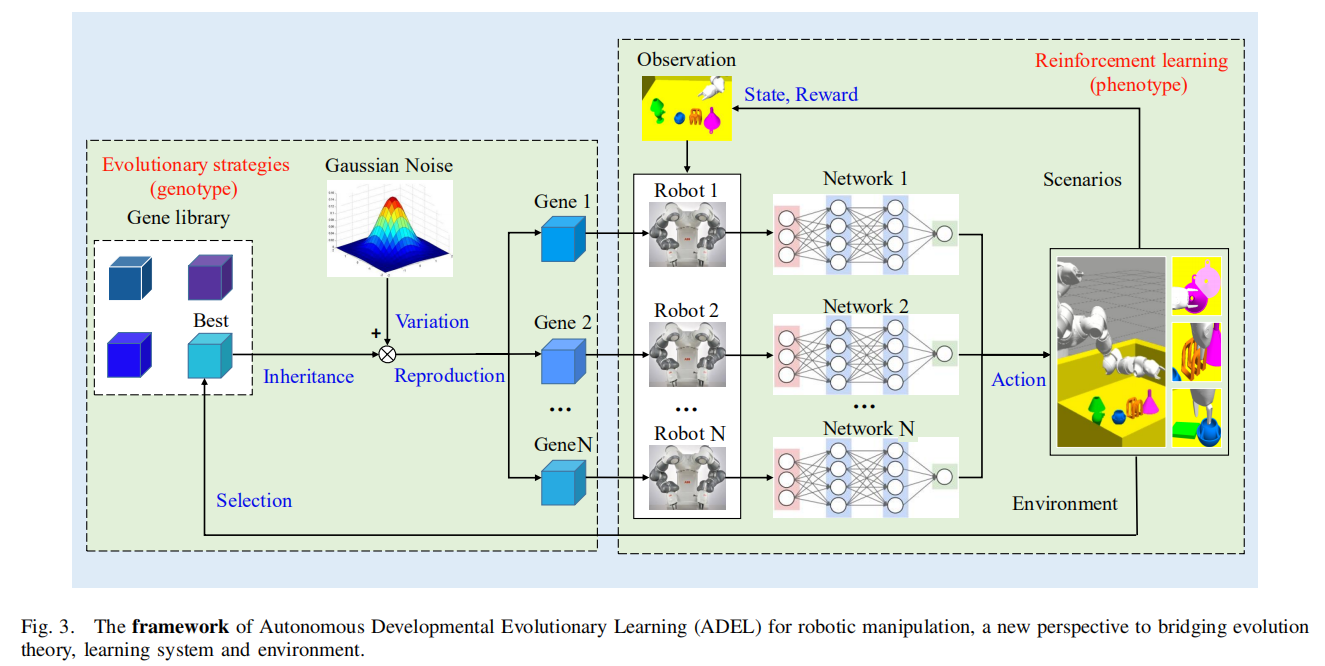 Observation
Reinforcement learning
(phenotype)
State, Reward
Evolutionary strategies
(genotype)
Gaussian Noise
Gene library
Gene 1
Robot 1
Network 1
Scenarios
Best
Variation
+
Gene 2
Robot 2
Network 2
Inheritance
Reproduction
Action
...
...
...
Gene N
Robot N
Network N
Selection
Environment
Fig. 3. The framework of Autonomous Developmental Evolutionary Learning (ADEL) for robotic manipulation, a new perspective to bridging evolution
theory, learning system and environment.